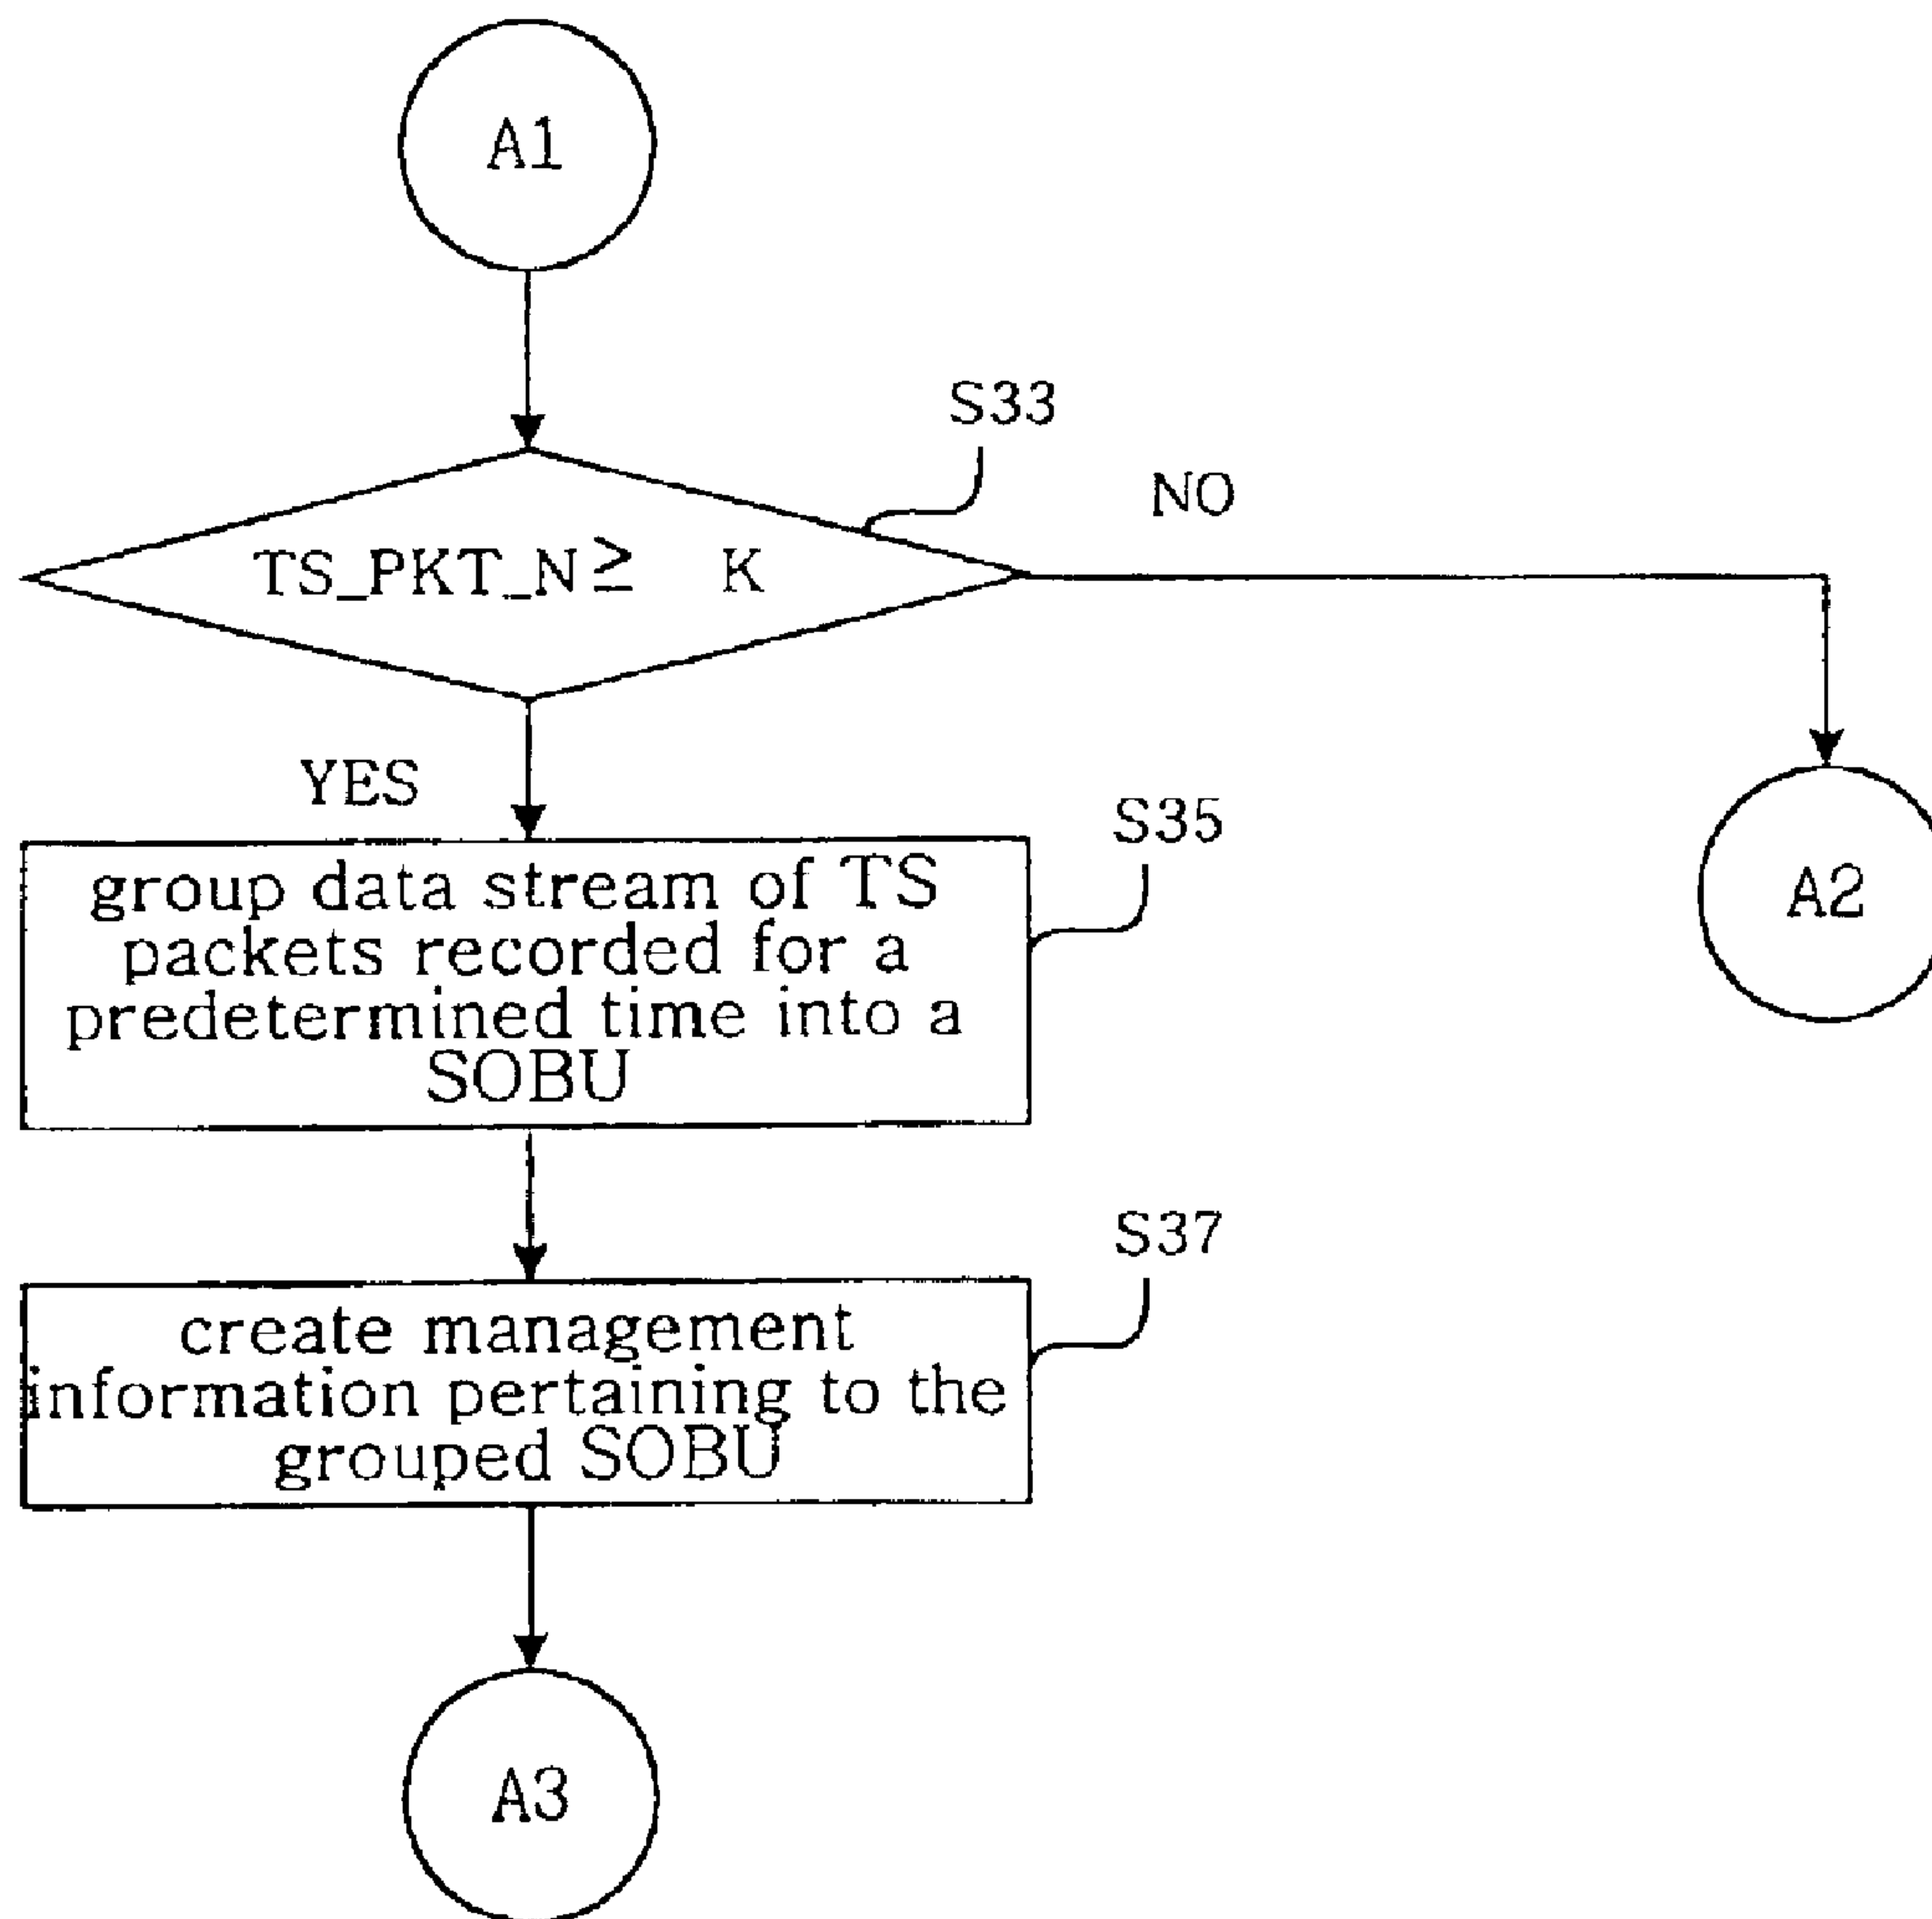 A1
S33
NO
TS_PKT_N≥ K
YES
S35
group data stream of TS
packets recorded for a
predetermined time into a
SOBU
A2
S37
create management
information pertaining to the
grouped SOBU
A3